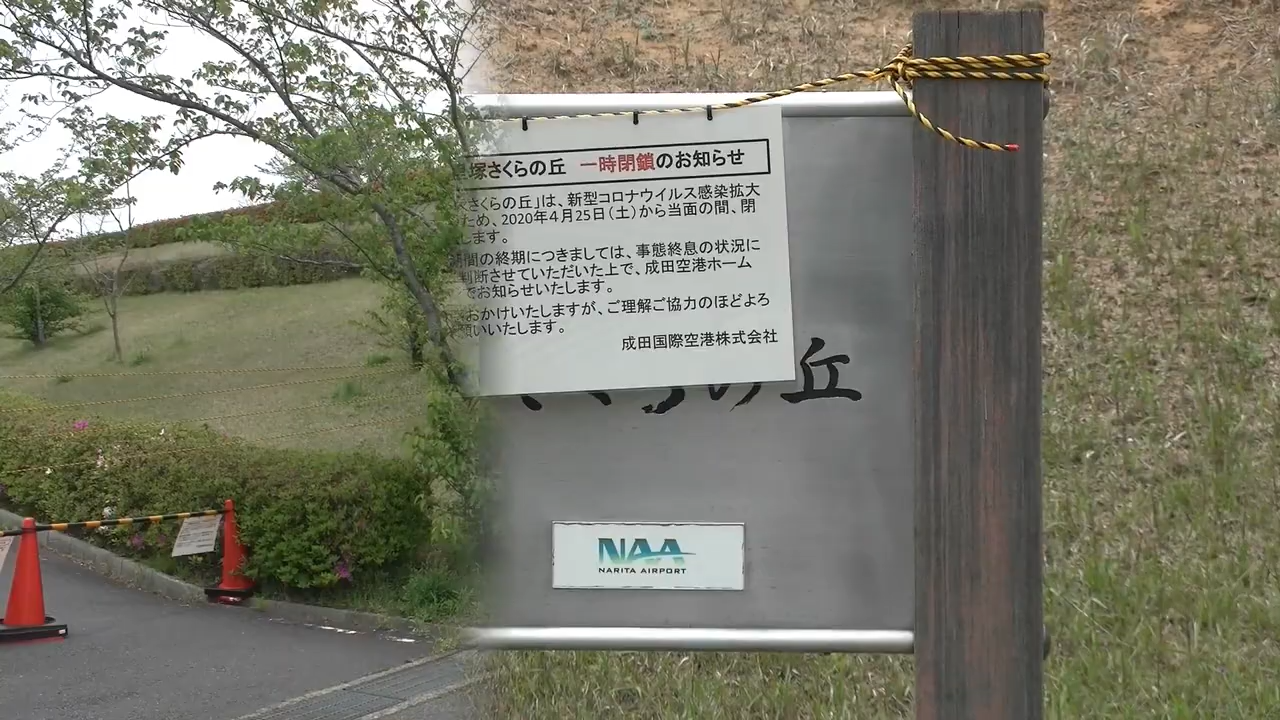 塚さくらの丘 一時閉鎖のお知らせ
さくらの丘」は、新型コロナウイルス感染拡大
ため、2020年4月25日(土)から当面の間、閉
します。
間の終期につきましては、事態終息の状況に
判断させていただいた上で、成田空港ホーム
でお知らせいたします。
おかけいたしますが、ご理解ご協力のほどよろ
願いいたします。
成田国際空港株式会社
の丘
NAA
NARITA AIRPORT